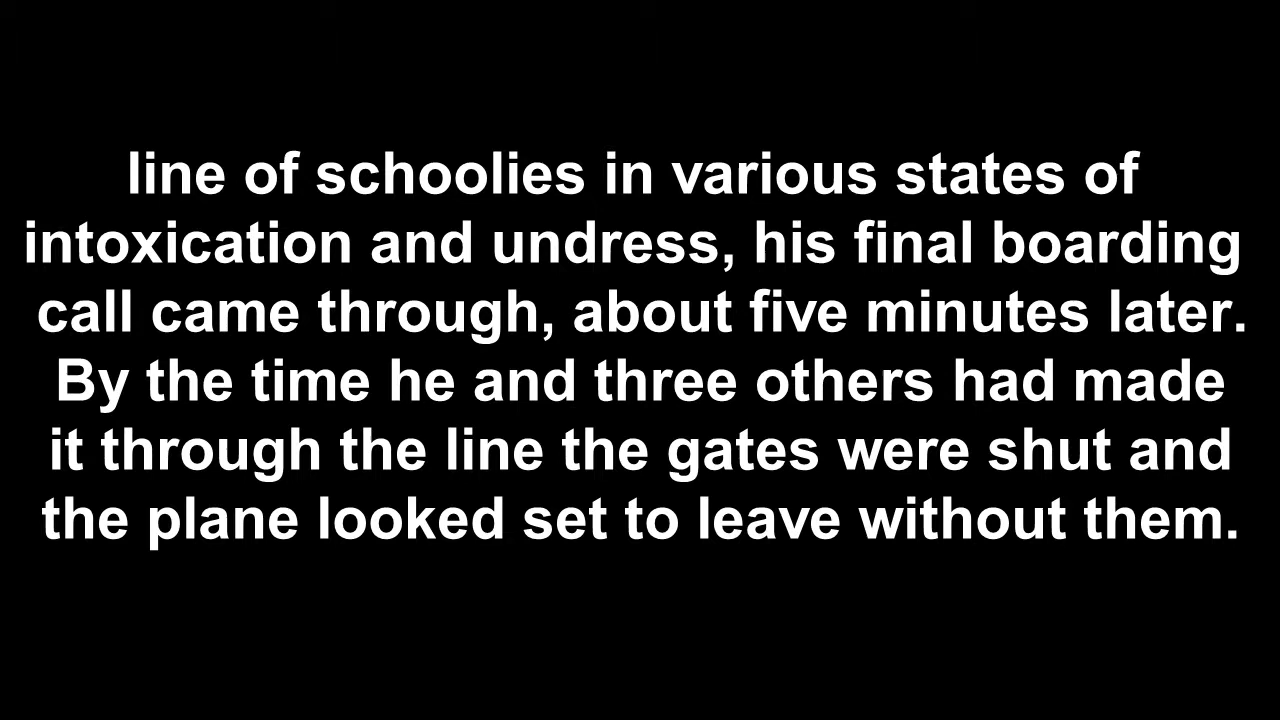 line of schoolies in various states of
intoxication and undress, his final boarding
call came through, about five minutes later.
By the time he and three others had made
it through the line the gates were shut and
the plane looked set to leave without them.